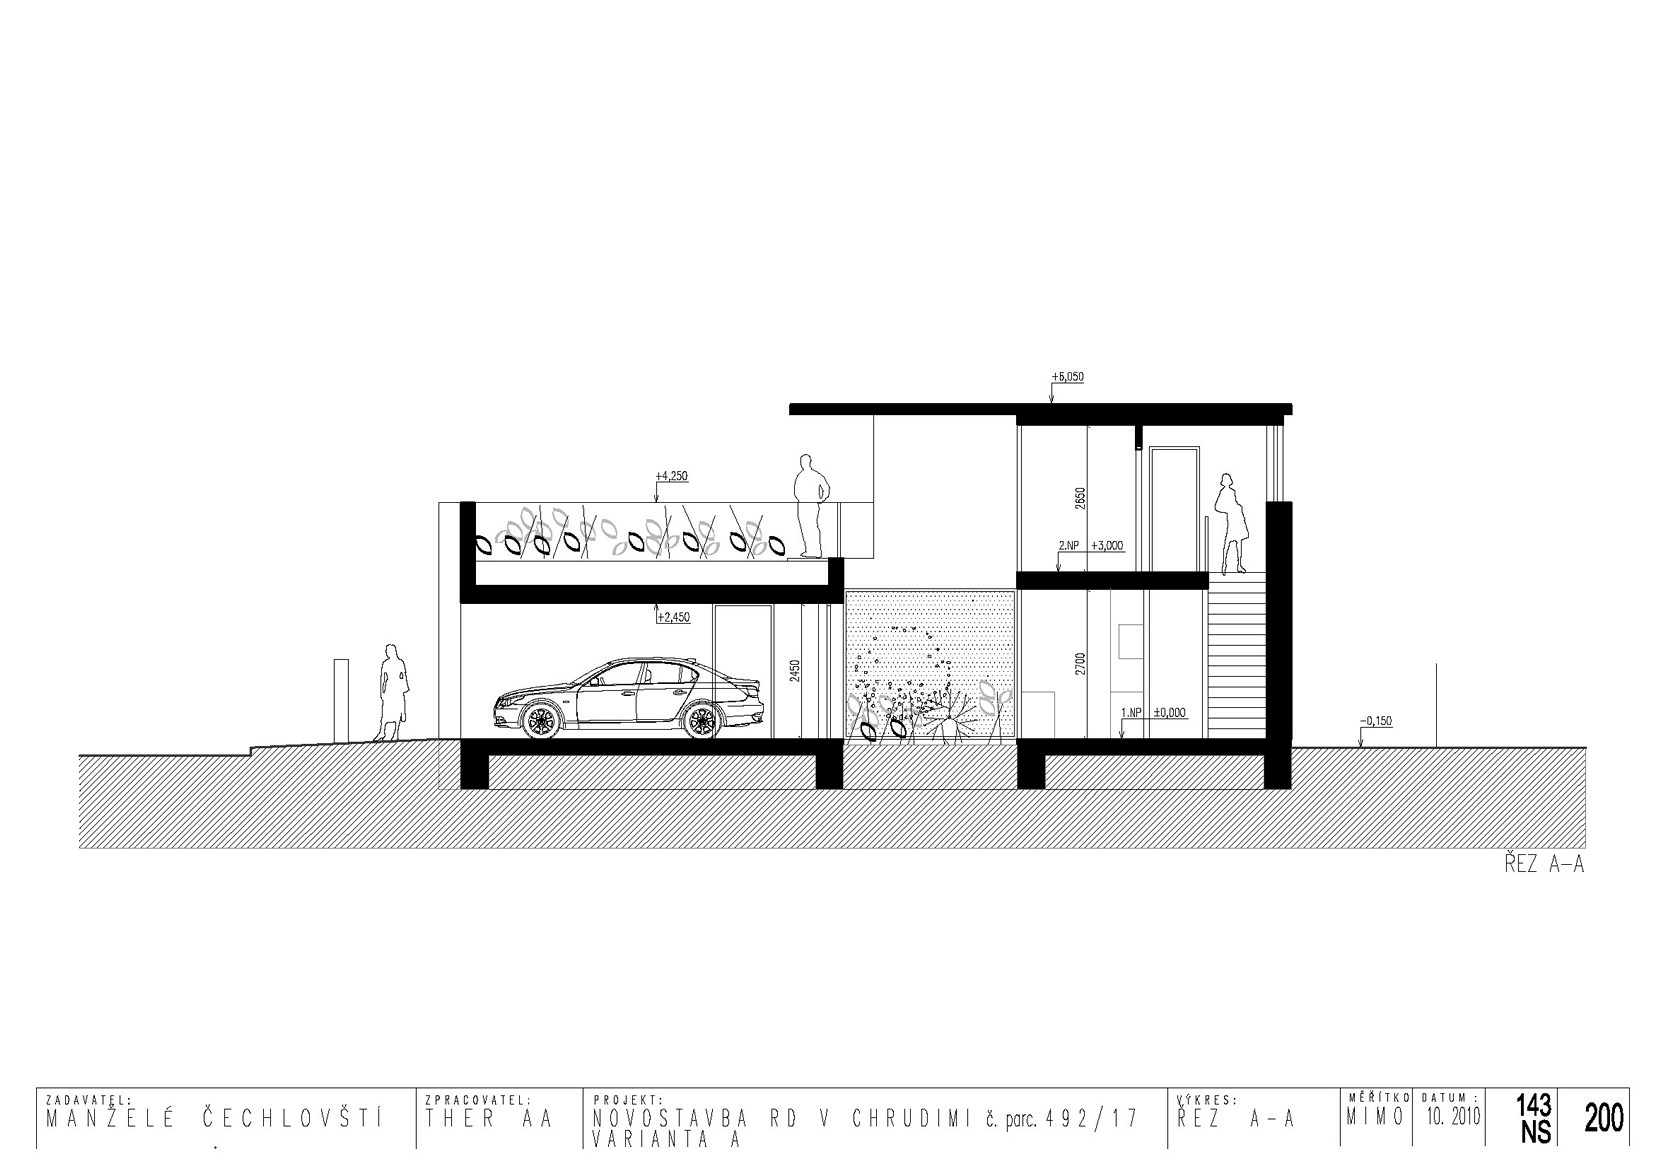 +6,050
+4,250
2650
2.NP +3,000
+2,450
2450
2700
1.NP ±0,000
-0,150
ŘEZ A-A
ZADAVATEL:
MANŽELÉ ČECHLOVŠTÍ
ZPRACOVATEL:
THER AA
PROJEKT:
NOVOSTAVBA RD V CHRUDIMI č. parc. 492/17
VARIANTA A
VÝKRES:
ŘEZ A-A
MĚŘÍTKO
MIMO
DATUM :
10. 2010
143
NS
200